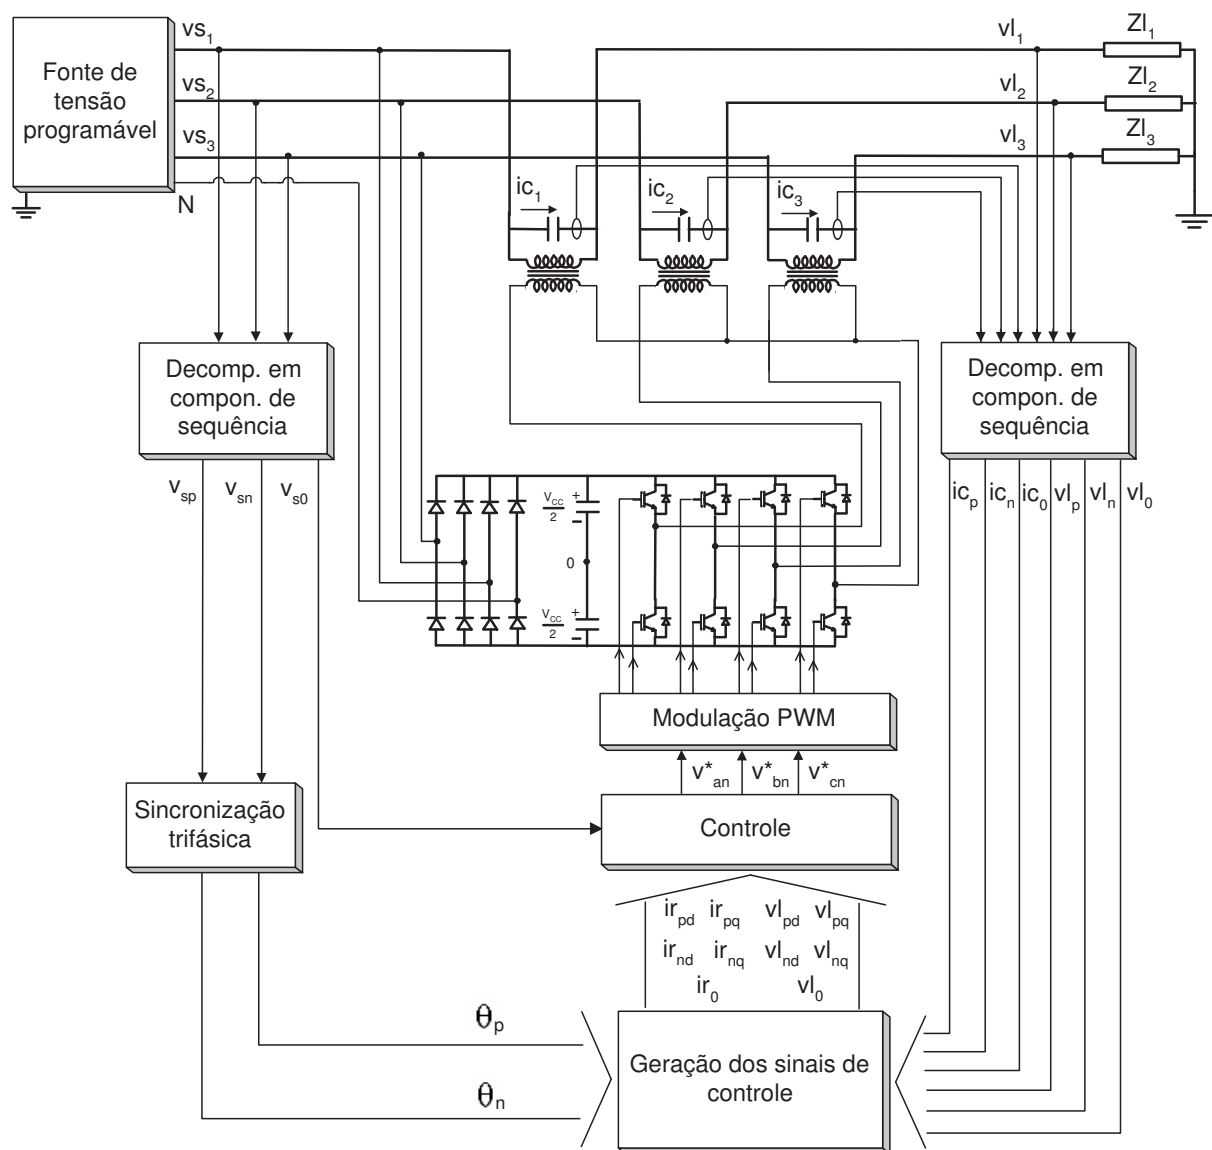 vs1
vs2
vs3
N
Fonte de
tensão
programável
vl1
vl2
vl3
Zl1
Zl2
Zl3
ic1
ic2
ic3
Decomp. em
compon. de
sequência
Decomp. em
compon. de
sequência
vsp
vsn
vs0
icp
icn
ic0
vlp
vln
vl0
Vcc/2
+
-
0
Vcc/2
+
-
Modulação PWM
v*an
v*bn
v*cn
Sincronização
trifásica
Controle
irpd irpq vlpd vlpq
irnd irnq vlnd vlnq
ir0 vl0
θp
θn
Geração dos sinais de
controle